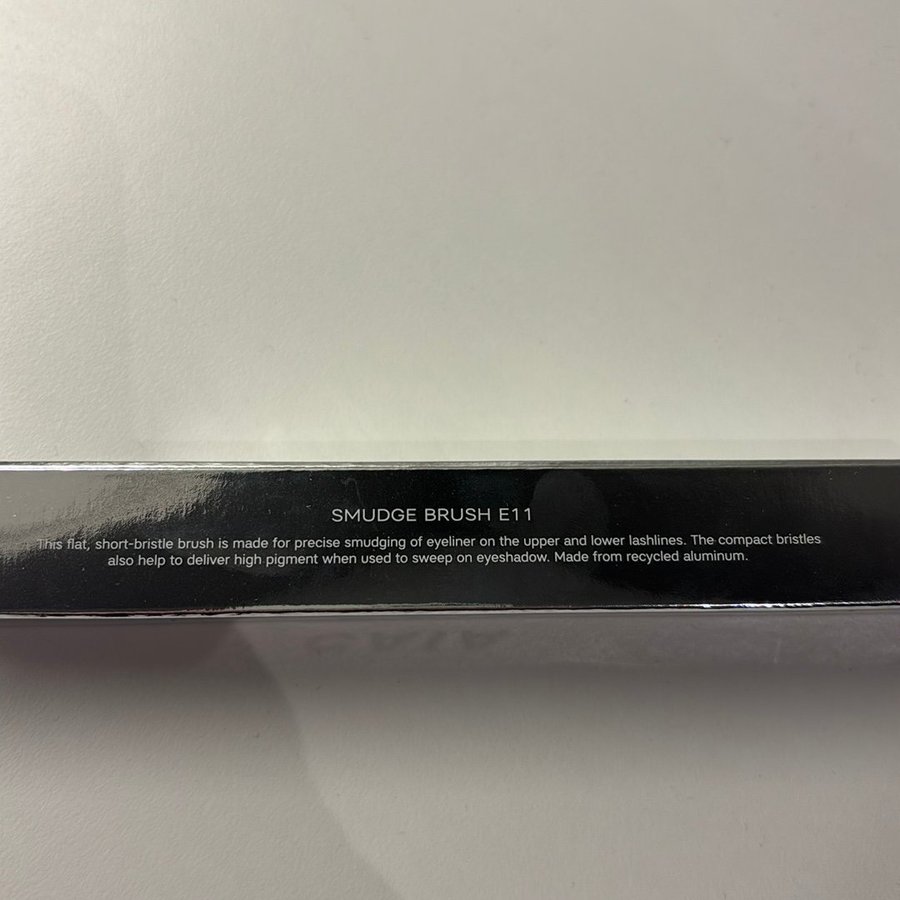 SMUDGE BRUSH E11
This flat, short-bristle brush is made for precise smudging of eyeliner on the upper and lower lashlines. The compact bristles
also help to deliver high pigment when used to sweep on eyeshadow. Made from recycled aluminum.